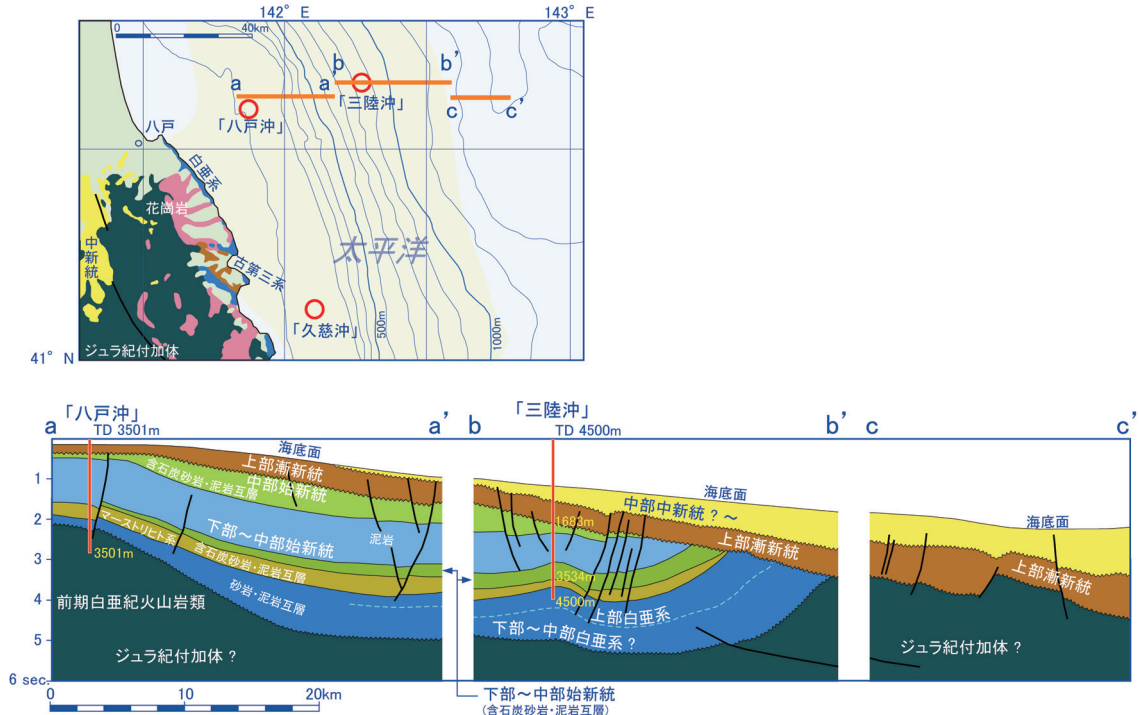 142° E
143° E
0
40km
a
a'
b
b'
c
c'
「三陸沖」
「八戸沖」
八戸
白亜系
花崗岩
中新統
古第三系
太平洋
「久慈沖」
500m
1000m
ジュラ紀付加体
41° N
「八戸沖」
TD 3501m
「三陸沖」
TD 4500m
a
a'
b
b'
c
c'
海底面
海底面
海底面
上部漸新統
中部始新統
含石炭砂岩・泥岩互層
中部中新統?~
1
2
3
4
5
6 sec.
1683m
上部漸新統
上部漸新統
下部~中部始新統
泥岩
マーストリヒト系
含石炭砂岩・泥岩互層
3501m
3534m
砂岩・泥岩互層
4500m
前期白亜紀火山岩類
上部白亜系
下部~中部白亜系?
ジュラ紀付加体?
ジュラ紀付加体?
0
10
20km
下部~中部始新統
(含石炭砂岩・泥岩互層)